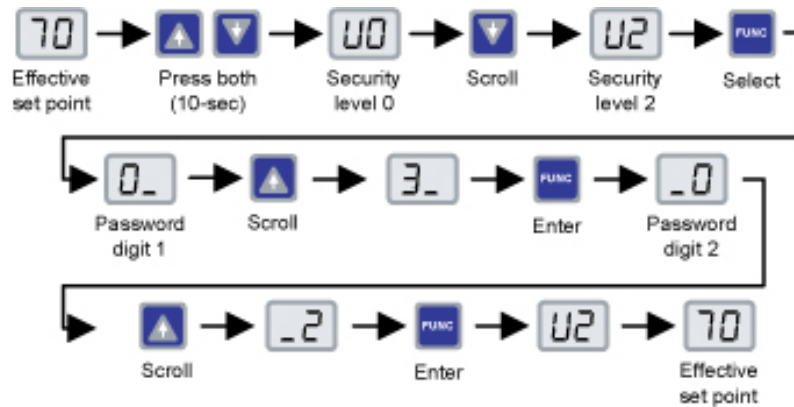 70 U0 U2 FUNC
Effective Press both Security Scroll Security Select
set point (10-sec) level 0 level 2
0_ 3_ FUNC _0
Password Scroll Enter Password
digit 1 digit 2
_2 FUNC U2 70
Scroll Enter Effective
set point